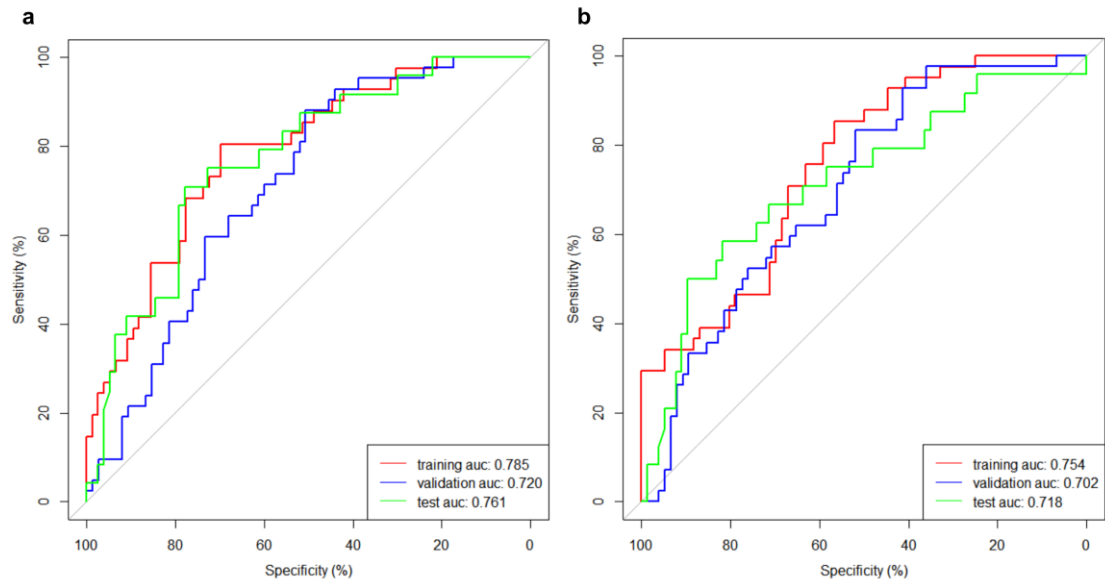 a
Sensitivity (%)
100
80
60
40
20
0
training auc: 0.785
validation auc: 0.720
test auc: 0.761
100 80 60 40 20 0
Specificity (%)
b
Sensitivity (%)
100
80
60
40
20
0
training auc: 0.754
validation auc: 0.702
test auc: 0.718
100 80 60 40 20 0
Specificity (%)